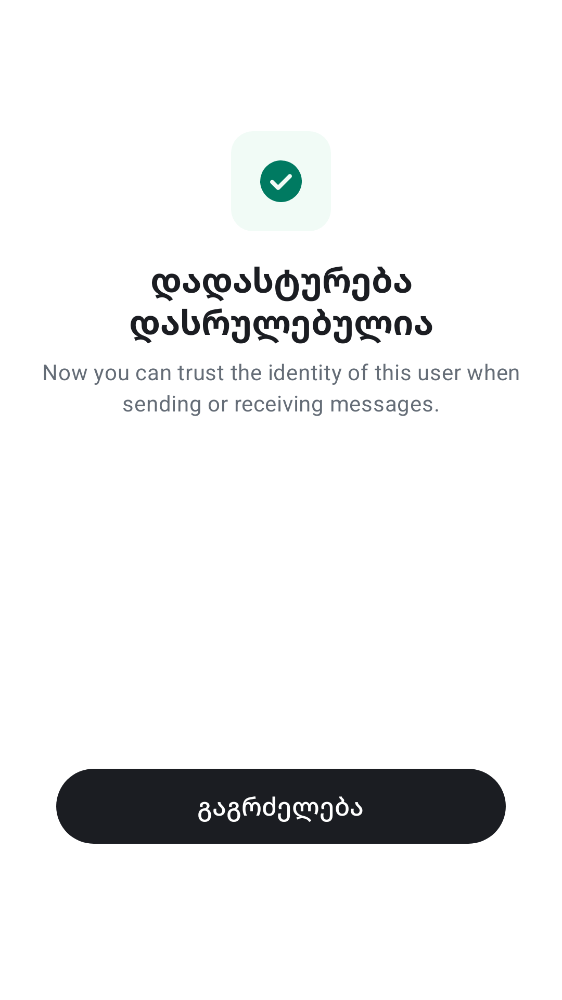 დადასტურება
დასრულებულია
Now you can trust the identity of this user when
sending or receiving messages.
გაგრძელება